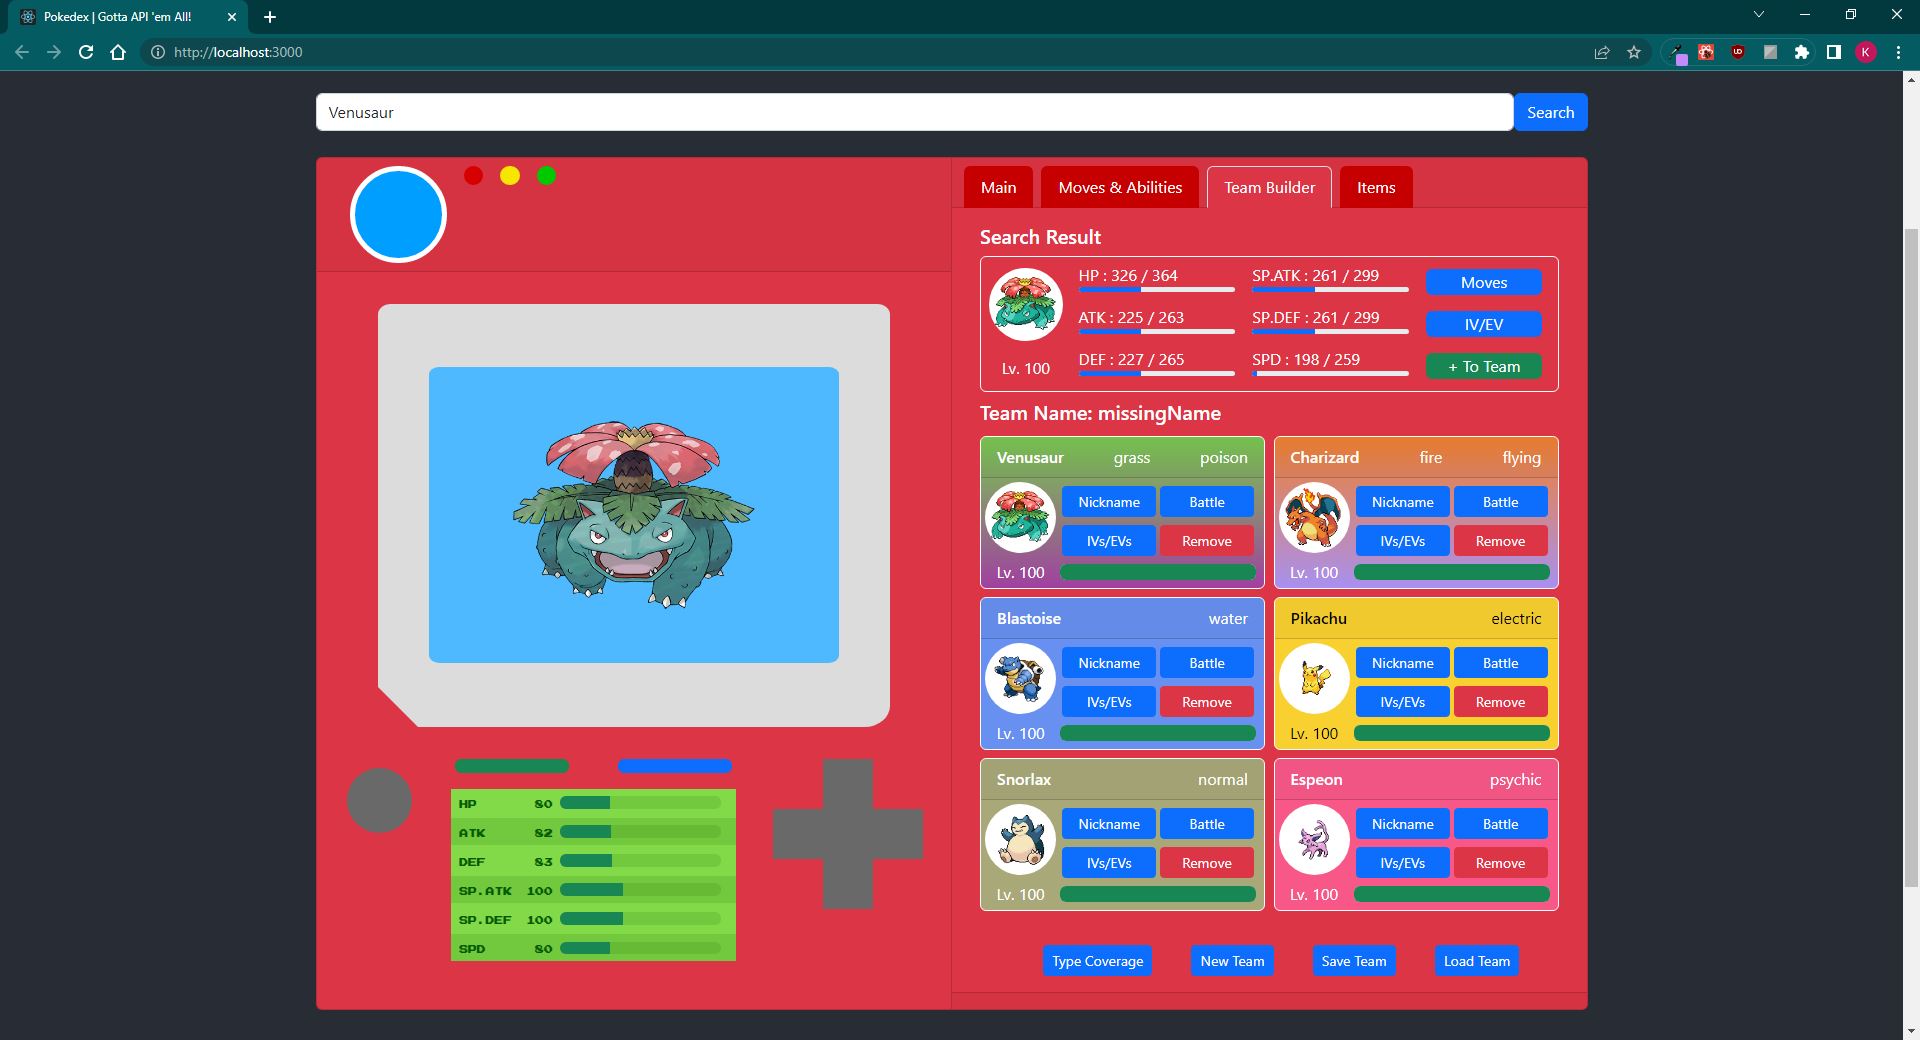 Pokedex | Gotta API 'em All!
http://localhost:3000
K
Venusaur
Search
Main
Moves & Abilities
Team Builder
Items
Search Result
HP : 326 / 364
SP.ATK : 261 / 299
Moves
ATK : 225 / 263
SP.DEF : 261 / 299
IV/EV
DEF : 227 / 265
SPD : 198 / 259
+ To Team
Lv. 100
Team Name: missingName
Venusaur grass poison
Nickname Battle
IVs/EVs Remove
Lv. 100
Charizard fire flying
Nickname Battle
IVs/EVs Remove
Lv. 100
Blastoise water
Nickname Battle
IVs/EVs Remove
Lv. 100
Pikachu electric
Nickname Battle
IVs/EVs Remove
Lv. 100
Snorlax normal
Nickname Battle
IVs/EVs Remove
Lv. 100
Espeon psychic
Nickname Battle
IVs/EVs Remove
Lv. 100
Type Coverage
New Team
Save Team
Load Team
HP 80
ATK 82
DEF 83
SP.ATK 100
SP.DEF 100
SPD 80